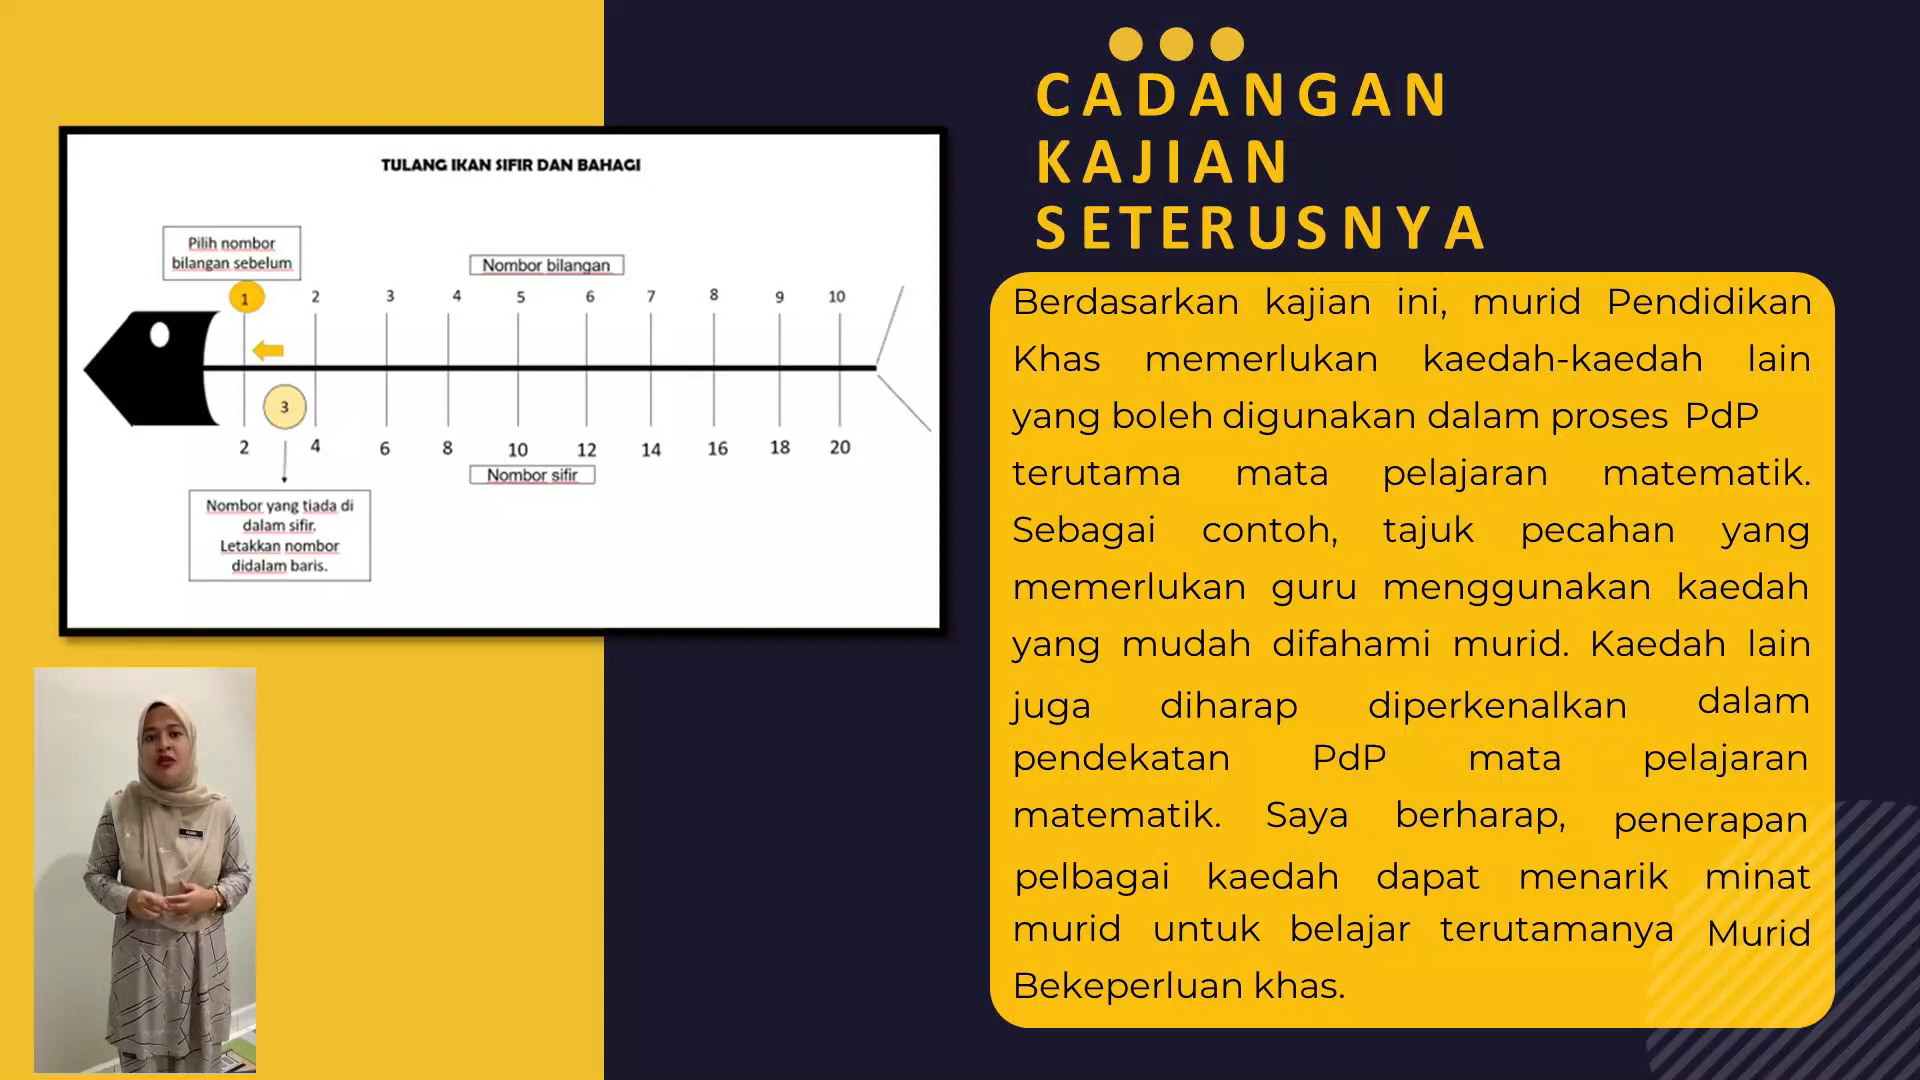 TULANG IKAN SIFIR DAN BAHAGI
Pilih nombor
bilangan sebelum
Nombor bilangan
1 2 3 4 5 6 7 8 9 10
3
2 4 6 8 10 12 14 16 18 20
Nombor sifir
Nombor yang tiada di
dalam sifir.
Letakkan nombor
didalam baris.
CADANGAN
KAJIAN
SETERUSNYA
Berdasarkan kajian ini, murid Pendidikan
Khas memerlukan kaedah-kaedah lain
yang boleh digunakan dalam proses PdP
terutama mata pelajaran matematik.
Sebagai contoh, tajuk pecahan yang
memerlukan guru menggunakan kaedah
yang mudah difahami murid. Kaedah lain
juga diharap diperkenalkan dalam
pendekatan PdP mata pelajaran
matematik. Saya berharap, penerapan
pelbagai kaedah dapat menarik minat
murid untuk belajar terutamanya Murid
Bekeperluan khas.